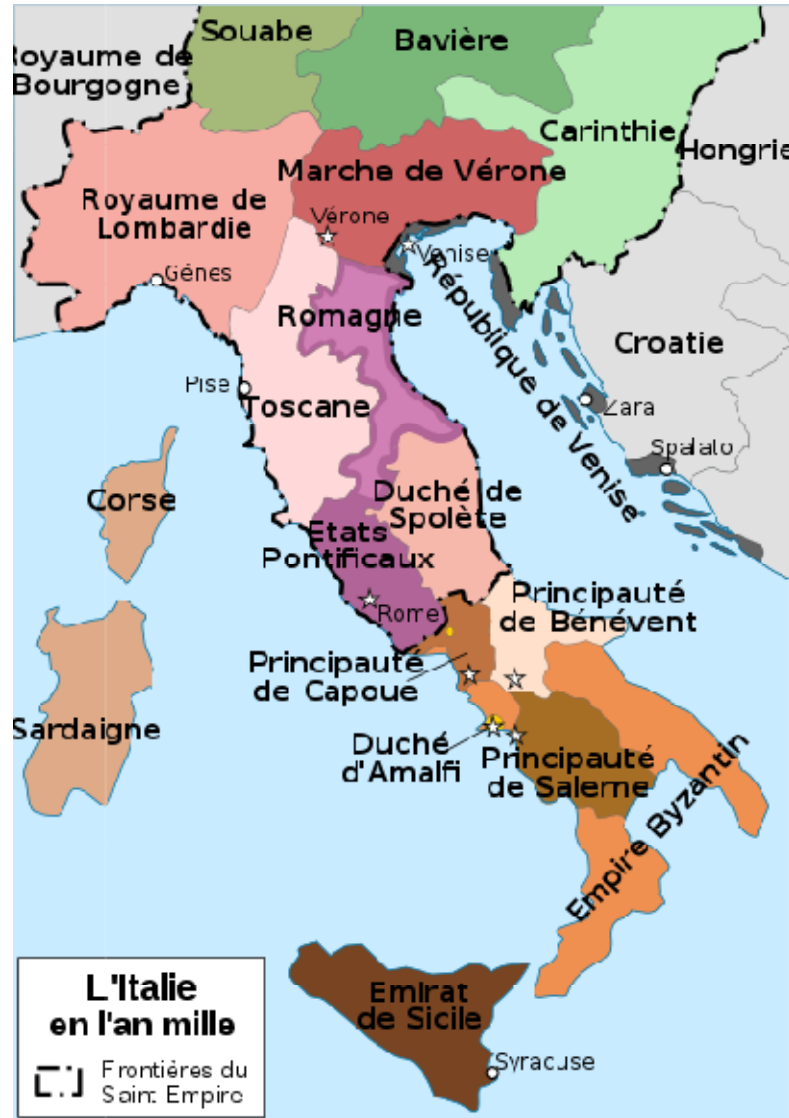 Souabe
Bavière
Royaume de
Bourgogne
Carinthie
Hongrie
Marche de Vérone
Royaume de
Lombardie
Vérone
Venise
Gênes
République de Venise
Romagne
Croatie
Pise
Toscane
Zara
Spalato
Corse
Duché de
Spolète
Etats
Pontificaux
Rome
Principauté
de Bénévent
Principauté
de Capoue
Sardaigne
Duché
d'Amalfi
Principauté
de Salerne
Empire Byzantin
L'Italie
en l'an mille
Frontières du
Saint Empire
Emirat
de Sicile
Syracuse